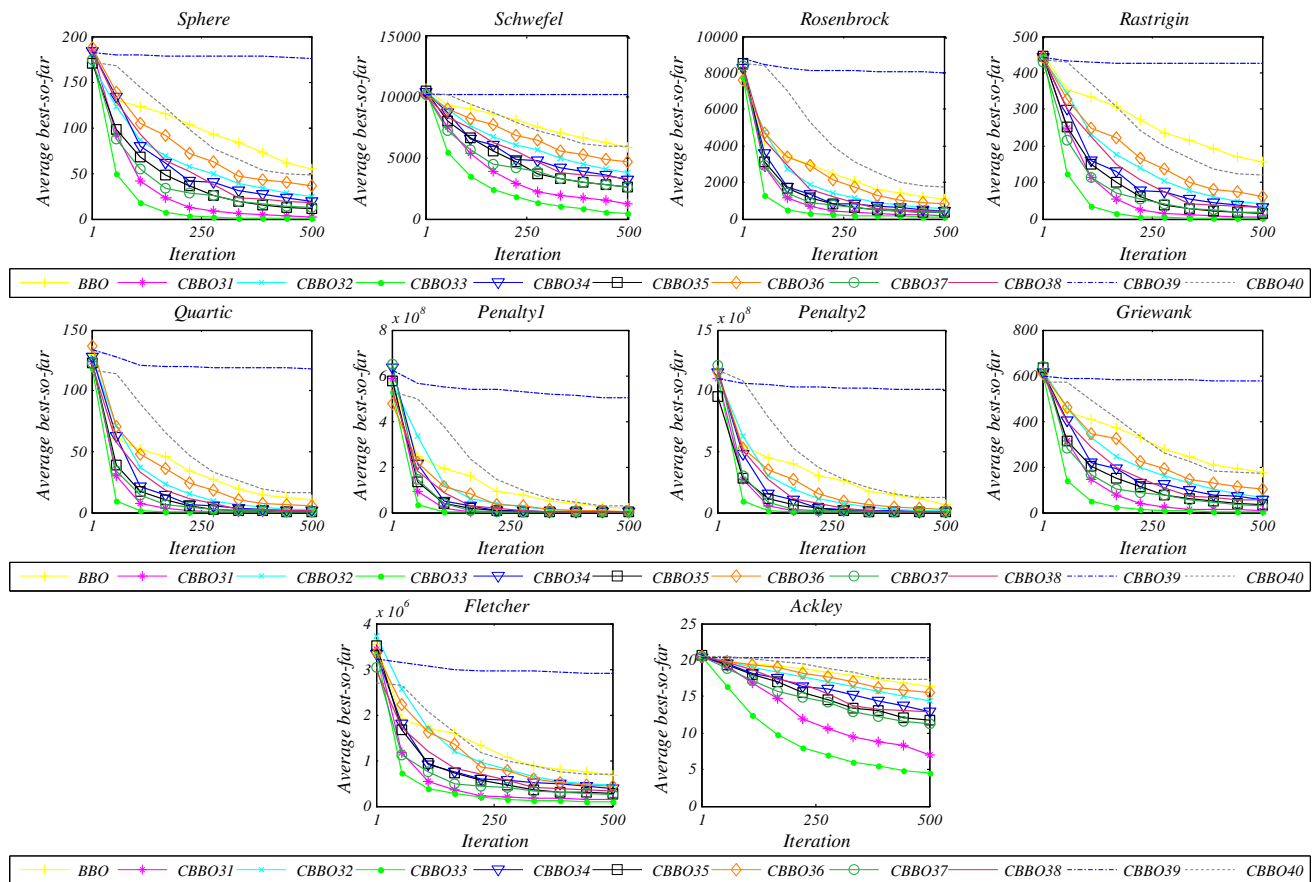 Sphere
Schwefel
Rosenbrock
Rastrigin
Average best-so-far
200
150
100
50
0
1
250
500
Iteration
Average best-so-far
15000
10000
5000
0
1
250
500
Iteration
Average best-so-far
10000
8000
6000
4000
2000
0
1
250
500
Iteration
Average best-so-far
450
400
300
200
100
0
1
250
500
Iteration
BBO CBBO31 CBBO32 CBBO33 CBBO34 CBBO35 CBBO36 CBBO37 CBBO38 CBBO39 CBBO40
Quartic
Penalty1
Penalty2
Griewank
Average best-so-far
150
100
50
0
1
250
500
Iteration
Average best-so-far
x 10^8
8
6
4
2
0
1
250
500
Iteration
Average best-so-far
x 10^8
15
10
5
0
1
250
500
Iteration
Average best-so-far
800
600
400
200
0
1
250
500
Iteration
BBO CBBO31 CBBO32 CBBO33 CBBO34 CBBO35 CBBO36 CBBO37 CBBO38 CBBO39 CBBO40
Fletcher
Ackley
Average best-so-far
x 10^6
4
3
2
1
0
1
250
500
Iteration
Average best-so-far
25
20
15
10
5
0
1
250
500
Iteration
BBO CBBO31 CBBO32 CBBO33 CBBO34 CBBO35 CBBO36 CBBO37 CBBO38 CBBO39 CBBO40